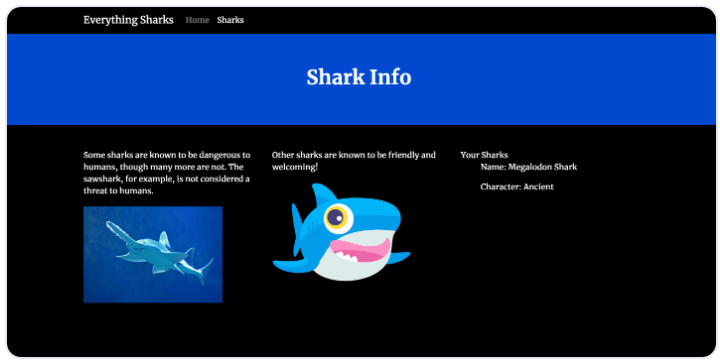 Everything Sharks Home Sharks
Shark Info
Some sharks are known to be dangerous to
humans, though many more are not. The
sawshark, for example, is not considered a
threat to humans.
Other sharks are known to be friendly and
welcoming!
Your Sharks
Name: Megalodon Shark
Character: Ancient